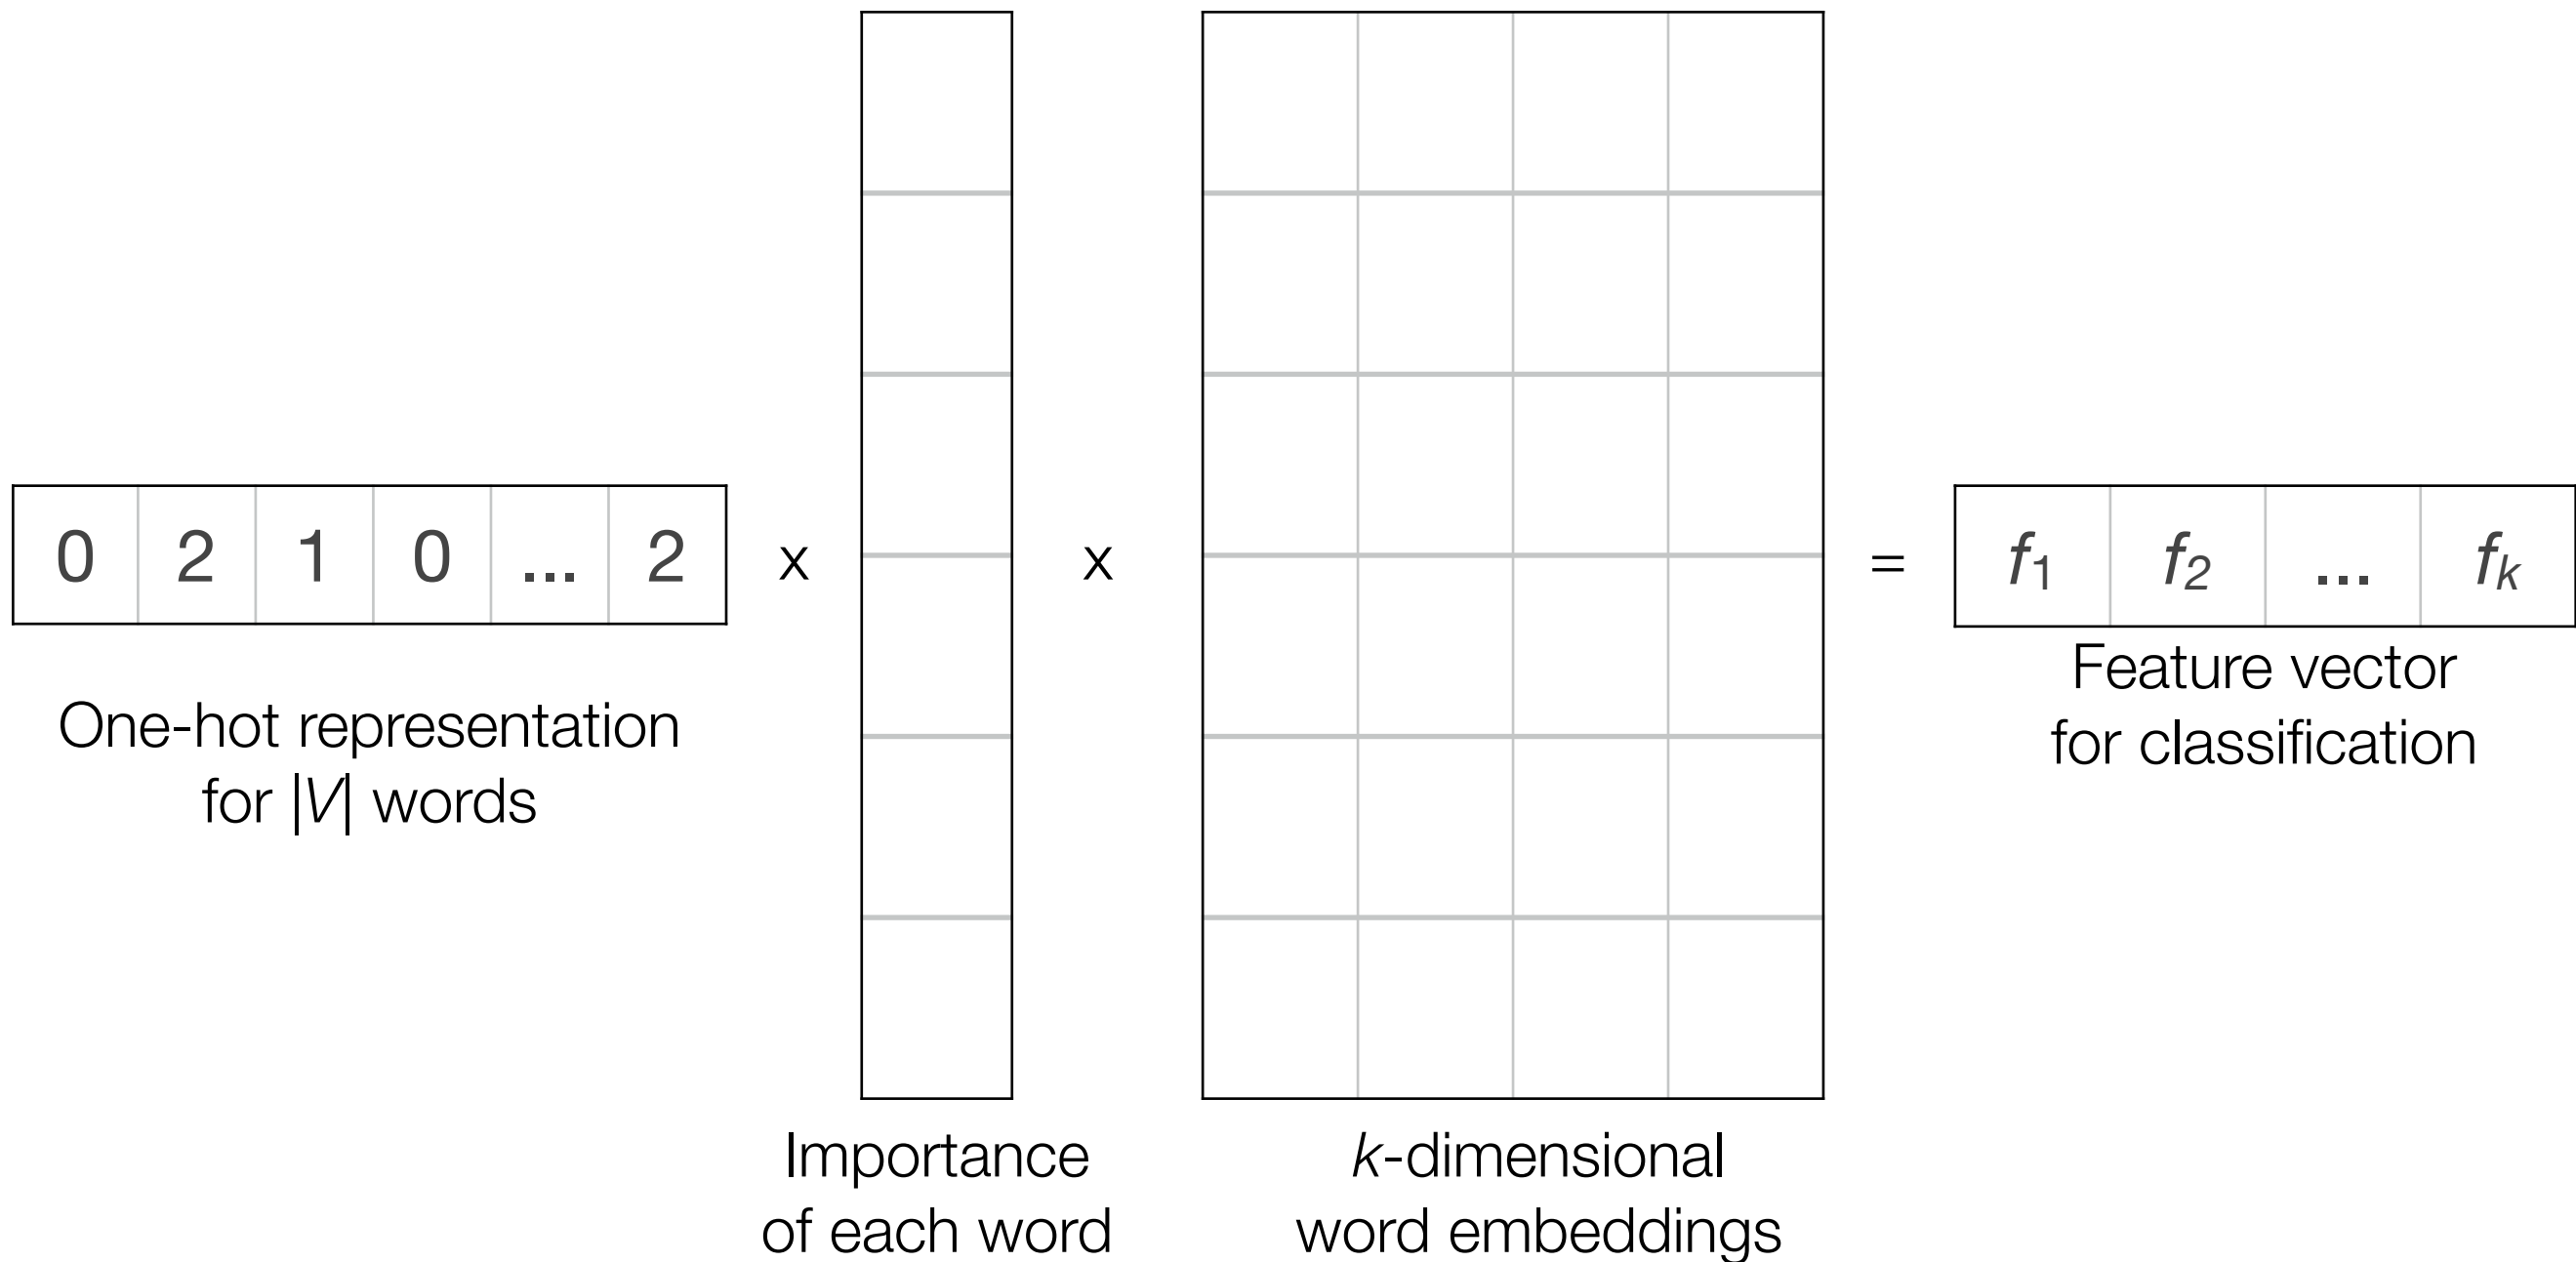 0 2 1 0 ... 2
x
x
=
f1 f2 ... fk
One-hot representation
for |V| words
Importance
of each word
k-dimensional
word embeddings
Feature vector
for classification